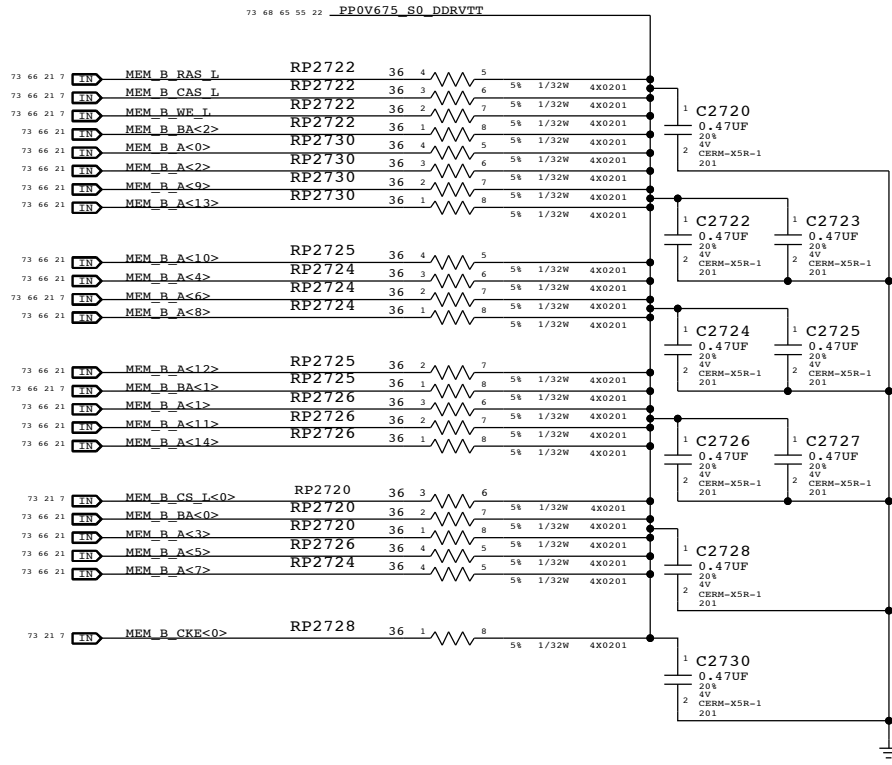 73 68 65 55 22 PP0V675_S0_DDRVTT
73 66 21 7 IN MEM_B_RAS_L RP2722 36 4 5 5% 1/32W 4X0201
73 66 21 7 IN MEM_B_CAS_L RP2722 36 3 6 5% 1/32W 4X0201
73 66 21 7 IN MEM_B_WE_L RP2722 36 2 7 5% 1/32W 4X0201
73 66 21 IN MEM_B_BA<2> RP2722 36 1 8 5% 1/32W 4X0201
73 66 21 IN MEM_B_A<0> RP2730 36 4 5 5% 1/32W 4X0201
73 66 21 IN MEM_B_A<2> RP2730 36 3 6 5% 1/32W 4X0201
73 66 21 IN MEM_B_A<9> RP2730 36 2 7 5% 1/32W 4X0201
73 66 21 IN MEM_B_A<13> RP2730 36 1 8 5% 1/32W 4X0201
1 C2720
0.47UF
20%
4V
2 CERM-X5R-1
201
1 C2722
0.47UF
20%
4V
2 CERM-X5R-1
201
1 C2723
0.47UF
20%
4V
2 CERM-X5R-1
201
73 66 21 IN MEM_B_A<10> RP2725 36 4 5 5% 1/32W 4X0201
73 66 21 IN MEM_B_A<4> RP2724 36 3 6 5% 1/32W 4X0201
73 66 21 7 IN MEM_B_A<6> RP2724 36 2 7 5% 1/32W 4X0201
73 66 21 IN MEM_B_A<8> RP2724 36 1 8 5% 1/32W 4X0201
1 C2724
0.47UF
20%
4V
2 CERM-X5R-1
201
1 C2725
0.47UF
20%
4V
2 CERM-X5R-1
201
73 66 21 IN MEM_B_A<12> RP2725 36 2 7 5% 1/32W 4X0201
73 66 21 7 IN MEM_B_BA<1> RP2725 36 1 8 5% 1/32W 4X0201
73 66 21 IN MEM_B_A<1> RP2726 36 3 6 5% 1/32W 4X0201
73 66 21 IN MEM_B_A<11> RP2726 36 2 7 5% 1/32W 4X0201
73 66 21 IN MEM_B_A<14> RP2726 36 1 8 5% 1/32W 4X0201
1 C2726
0.47UF
20%
4V
2 CERM-X5R-1
201
1 C2727
0.47UF
20%
4V
2 CERM-X5R-1
201
73 21 7 IN MEM_B_CS_L<0> RP2720 36 3 6 5% 1/32W 4X0201
73 66 21 IN MEM_B_BA<0> RP2720 36 2 7 5% 1/32W 4X0201
73 66 21 IN MEM_B_A<3> RP2720 36 1 8 5% 1/32W 4X0201
73 66 21 IN MEM_B_A<5> RP2726 36 4 5 5% 1/32W 4X0201
73 66 21 IN MEM_B_A<7> RP2724 36 4 5 5% 1/32W 4X0201
1 C2728
0.47UF
20%
4V
2 CERM-X5R-1
201
73 21 7 IN MEM_B_CKE<0> RP2728 36 1 8 5% 1/32W 4X0201
1 C2730
0.47UF
20%
4V
2 CERM-X5R-1
201